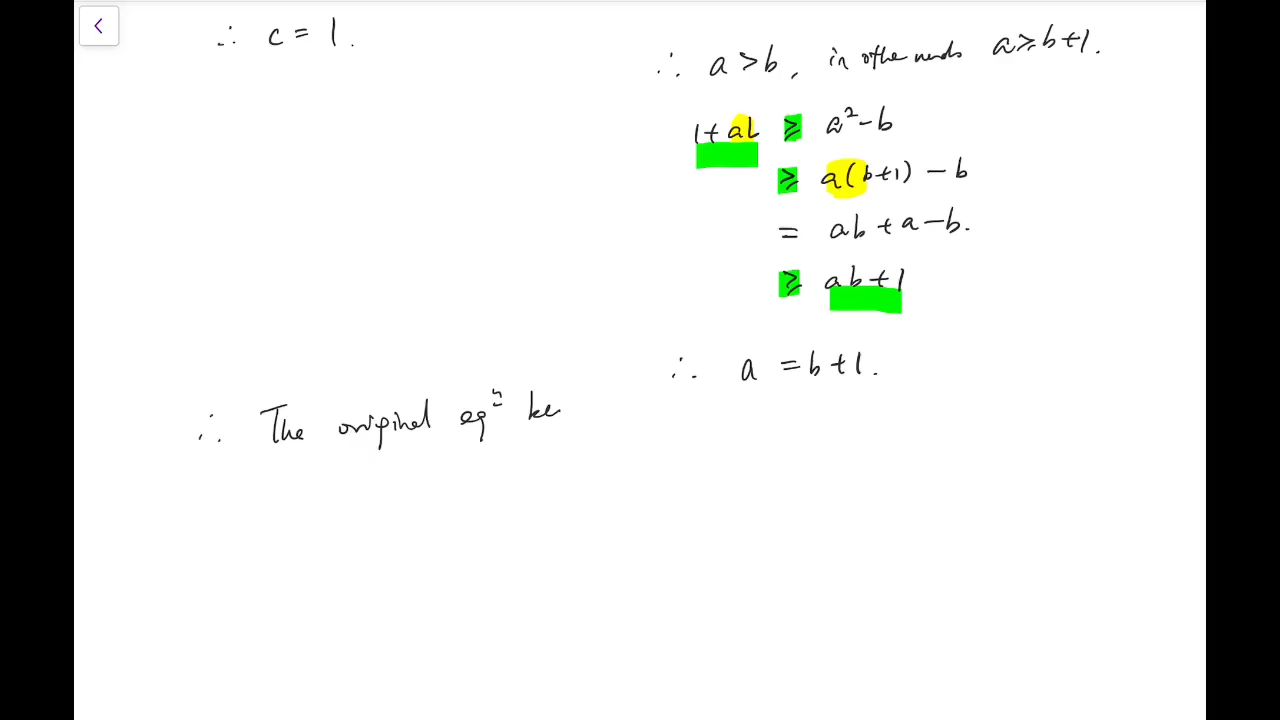 ∴ c = 1.
∴ a > b, in other words a ⩾ b+1.
1 + ab ⩾ a² - b
⩾ a(b+1) - b
= ab + a - b.
⩾ ab + 1
∴ a = b + 1.
∴ The original eqⁿ be